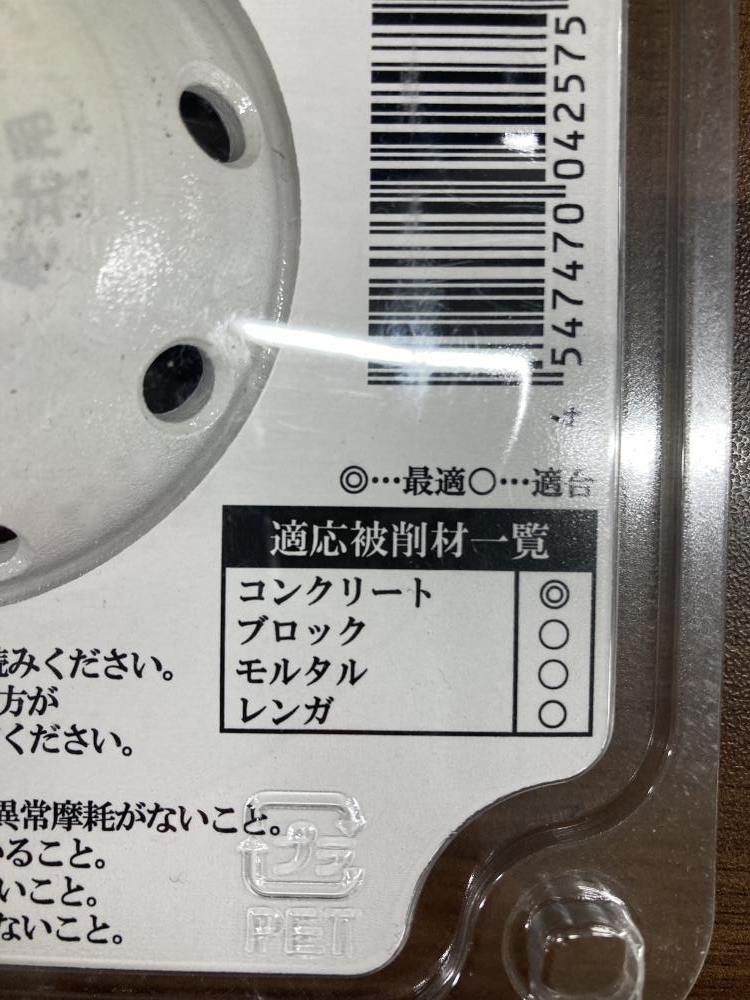 547470 042575
◎…最適○…適合
適応被削材一覧
コンクリート ◎
ブロック ○
モルタル ○
レンガ ○
読みください。
方が
ください。
異常摩耗がないこと。
いること。
いこと。
ないこと。
プラ
PET